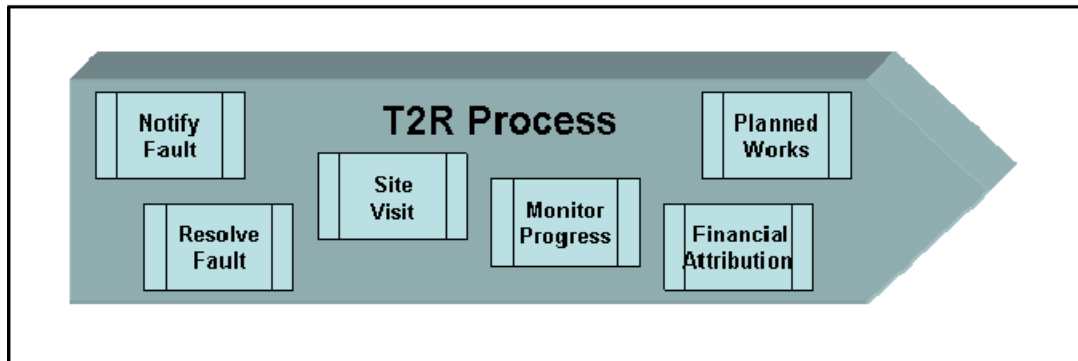 T2R Process
Notify
Fault
Planned
Works
Site
Visit
Monitor
Progress
Resolve
Fault
Financial
Attribution